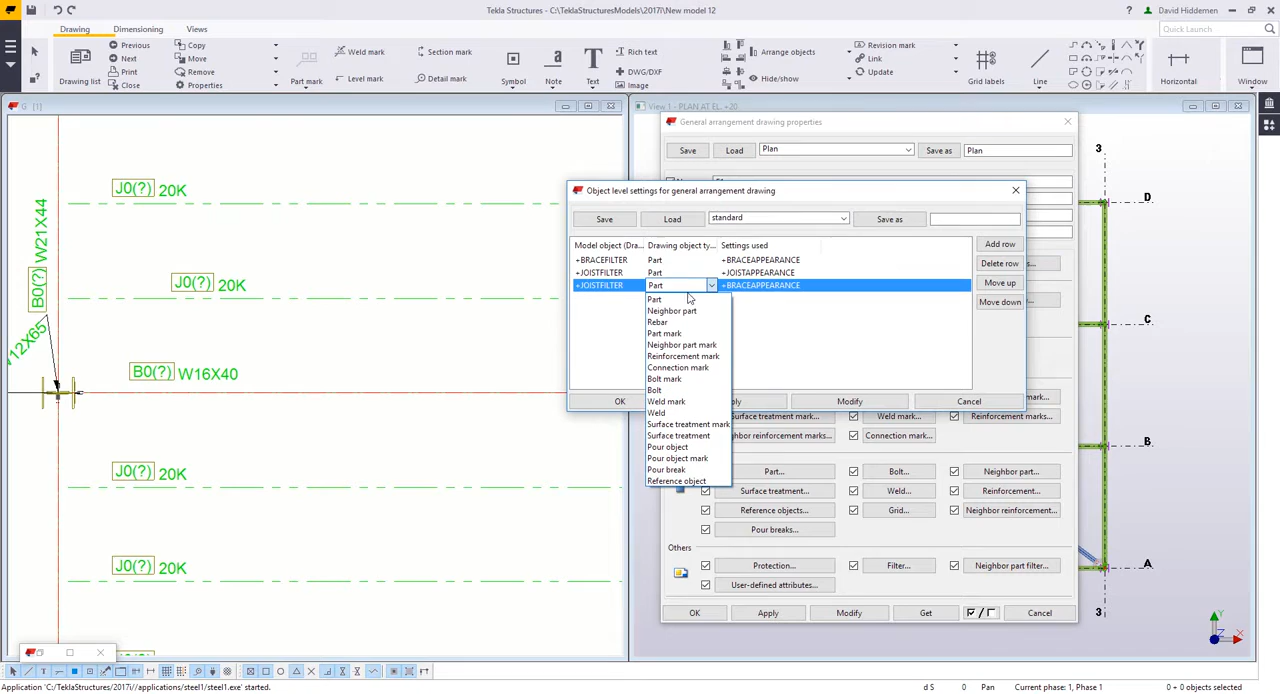 Tekla Structures - C:\TeklaStructuresModels\2017i\New model 12
David Hiddemen
Drawing Dimensioning Views
Quick Launch
Drawing list
Previous
Next
Print
Close
Copy
Move
Remove
Properties
Part mark
Weld mark
Level mark
Section mark
Detail mark
Symbol
Note
Text
Rich text
DWG/DXF
Image
Arrange objects
Hide/show
Revision mark
Link
Update
Grid labels
Line
Horizontal
Window
G [1]
View 1 - PLAN AT EL. +20
General arrangement drawing properties
Save
Load
Plan
Save as
Plan
Object level settings for general arrangement drawing
Save
Load
standard
Save as
Model object (Dra...
Drawing object ty...
Settings used
+BRACEFILTER Part +BRACEAPPEARANCE
+JOISTFILTER Part +JOISTAPPEARANCE
+JOISTFILTER Part +BRACEAPPEARANCE
Add row
Delete row
Move up
Move down
Part
Neighbor part
Rebar
Part mark
Neighbor part mark
Reinforcement mark
Connection mark
Bolt mark
Bolt
Weld mark
Weld
Surface treatment mark
Surface treatment
Pour object
Pour object mark
Pour break
Reference object
OK
Modify
Cancel
Surface treatment mark...
Weld mark...
Reinforcement marks...
Connection mark...
Part...
Bolt...
Neighbor part...
Surface treatment...
Weld...
Reinforcement...
Reference objects...
Grid...
Neighbor reinforcement...
Pour breaks...
Others
Protection...
Filter...
Neighbor part filter...
User-defined attributes...
OK
Apply
Modify
Get
Cancel
J0(?) 20K
J0(?) 20K
B0(?) W21X44
W12X65
B0(?) W16X40
J0(?) 20K
J0(?) 20K
3
D
C
B
A
3
Y
Z
X
Application 'C:/TeklaStructures/2017i//applications/steel1/steel1.exe' started.
d S
0
Pan
Current phase: 1, Phase 1
0 + 0 objects selected